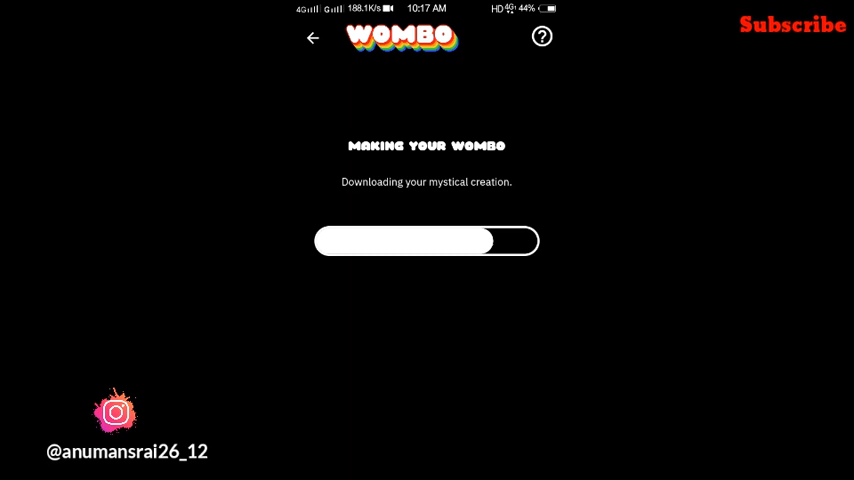 4G G 188.1K/s 10:17 AM HD 4G 44%
WOMBO
?
Subscribe
MAKING YOUR WOMBO
Downloading your mystical creation.
@anumansrai26_12